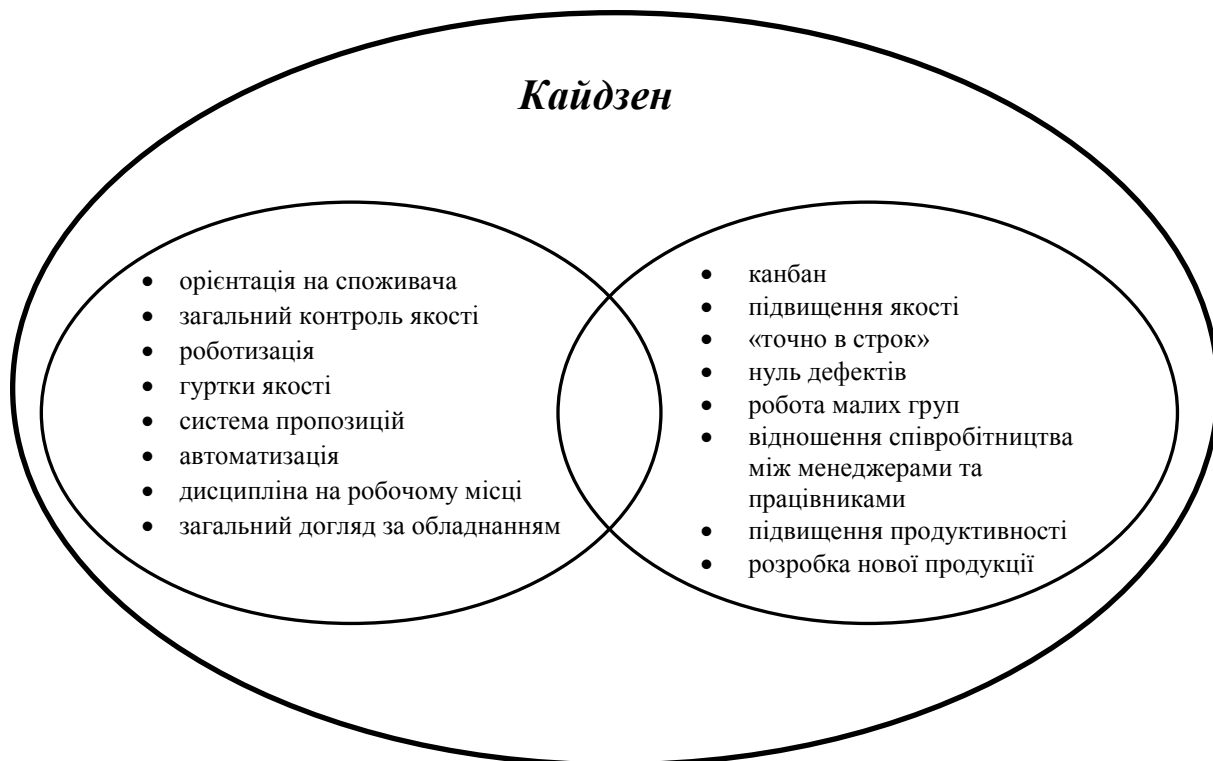 Кайдзен
• орієнтація на споживача
• загальний контроль якості
• роботизація
• гуртки якості
• система пропозицій
• автоматизація
• дисципліна на робочому місці
• загальний догляд за обладнанням
• канбан
• підвищення якості
• «точно в строк»
• нуль дефектів
• робота малих груп
• відношення співробітництва
між менеджерами та
працівниками
• підвищення продуктивності
• розробка нової продукції